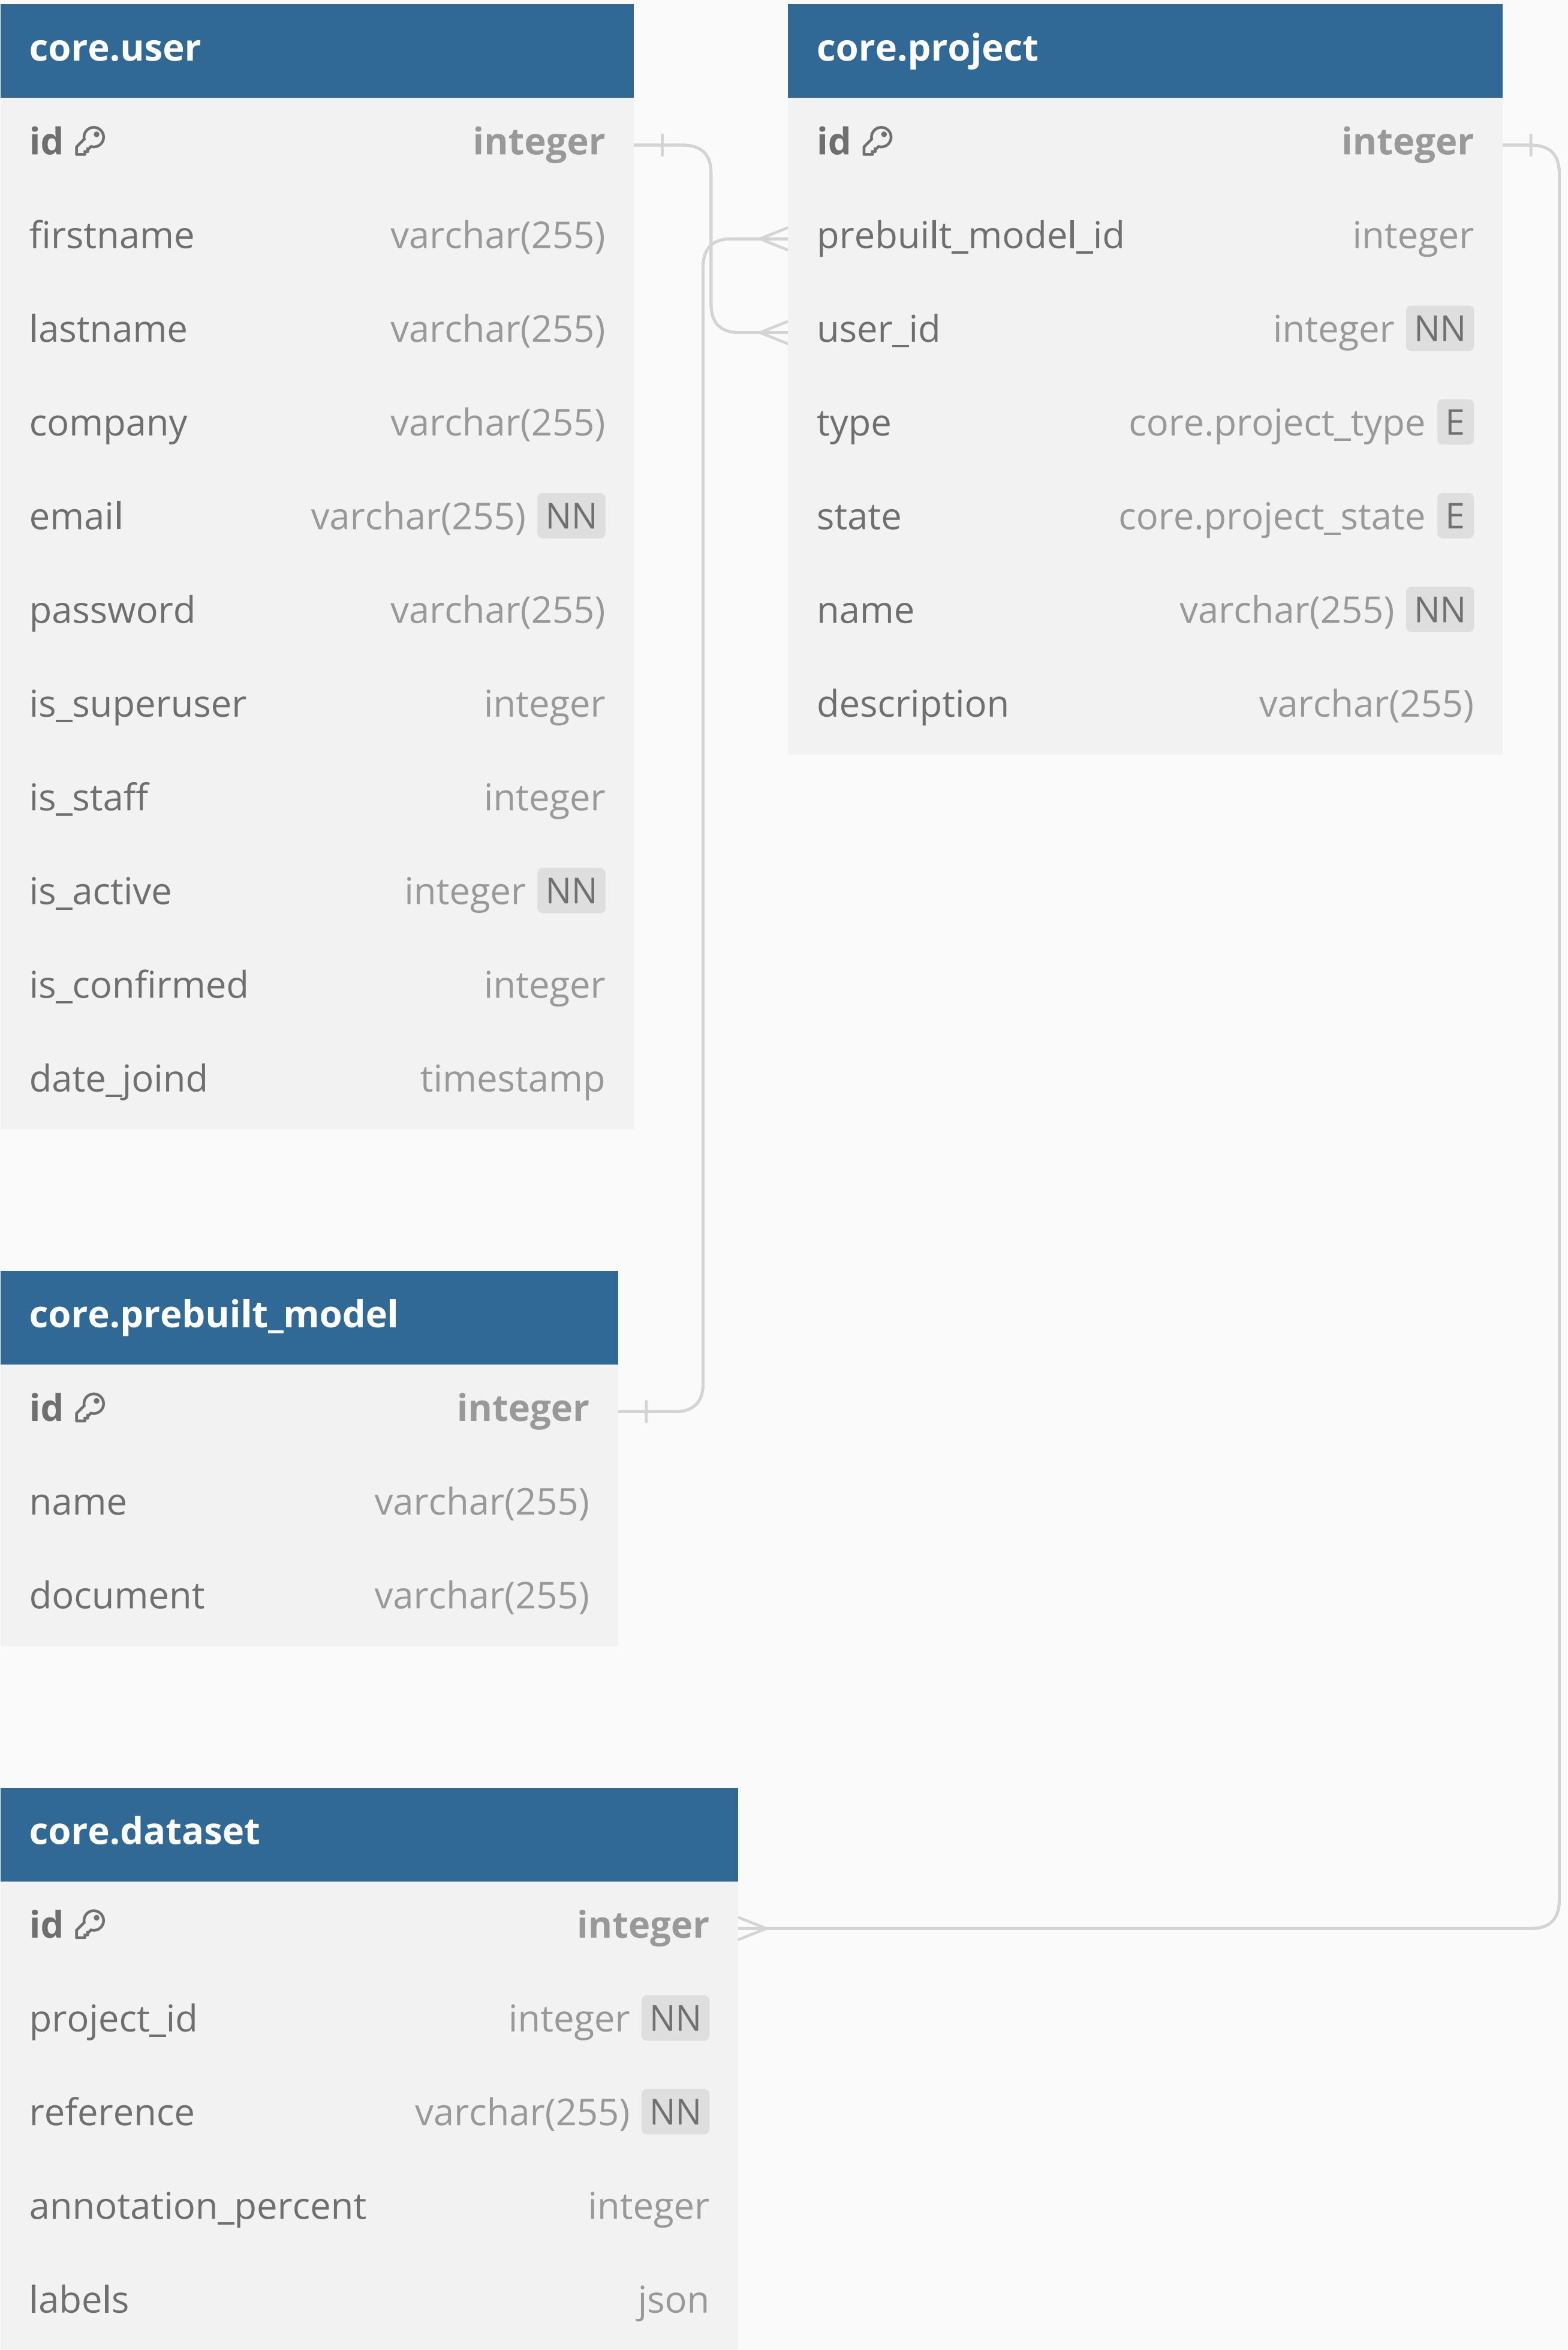 core.user
id integer
firstname varchar(255)
lastname varchar(255)
company varchar(255)
email varchar(255) NN
password varchar(255)
is_superuser integer
is_staff integer
is_active integer NN
is_confirmed integer
date_joind timestamp
core.project
id integer
prebuilt_model_id integer
user_id integer NN
type core.project_type E
state core.project_state E
name varchar(255) NN
description varchar(255)
core.prebuilt_model
id integer
name varchar(255)
document varchar(255)
core.dataset
id integer
project_id integer NN
reference varchar(255) NN
annotation_percent integer
labels json